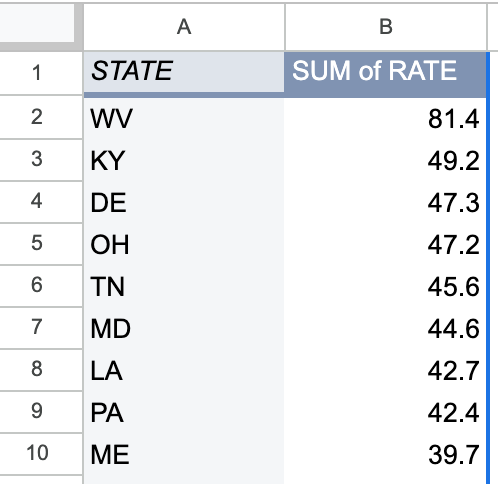 A B
1 STATE SUM of RATE
2 WV 81.4
3 KY 49.2
4 DE 47.3
5 OH 47.2
6 TN 45.6
7 MD 44.6
8 LA 42.7
9 PA 42.4
10 ME 39.7